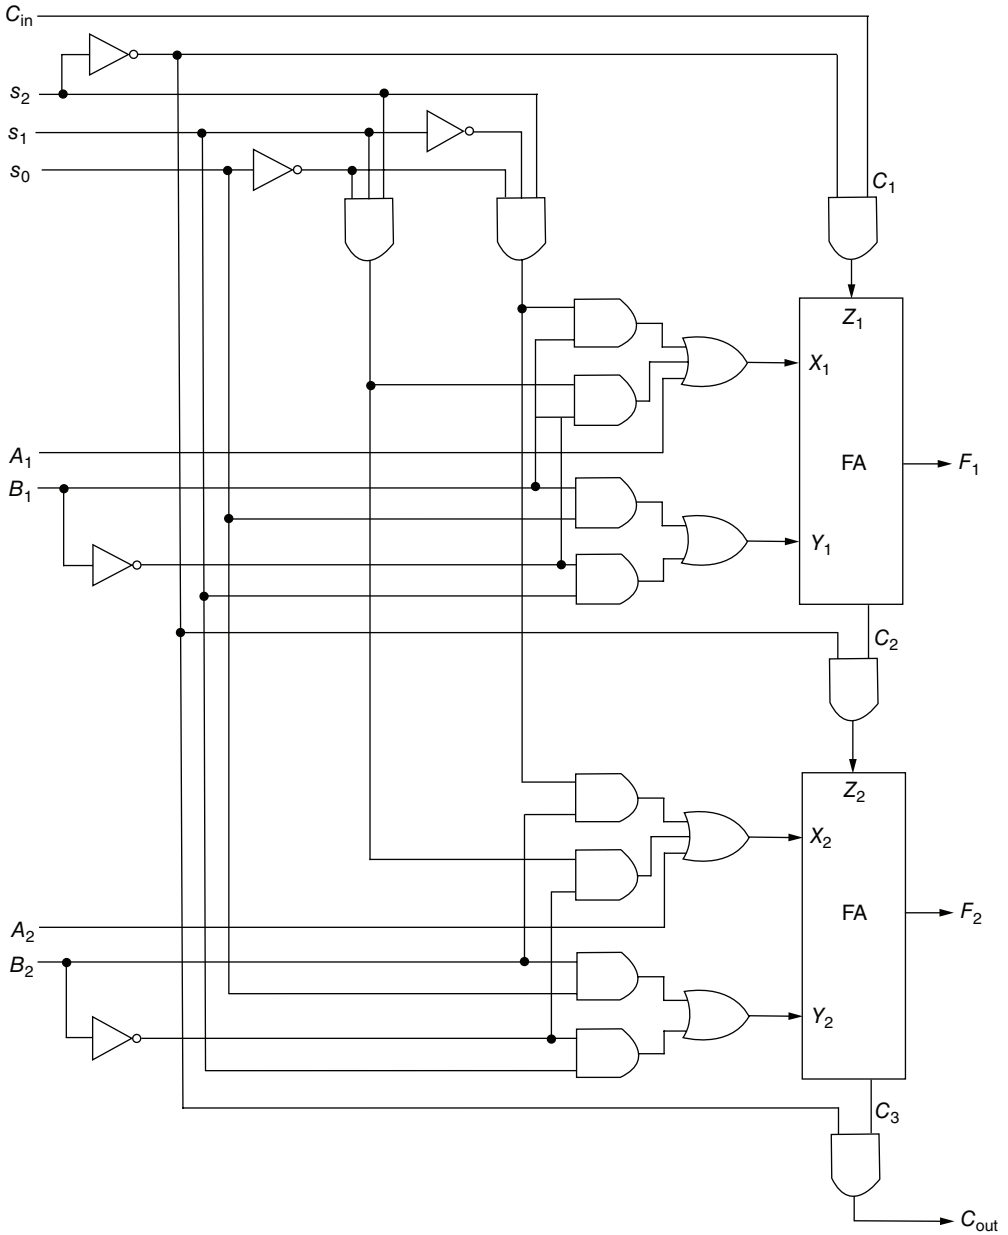 C_in
s_2
s_1
s_0
C_1
Z_1
X_1
A_1
FA
F_1
B_1
Y_1
C_2
Z_2
X_2
A_2
FA
F_2
B_2
Y_2
C_3
C_out